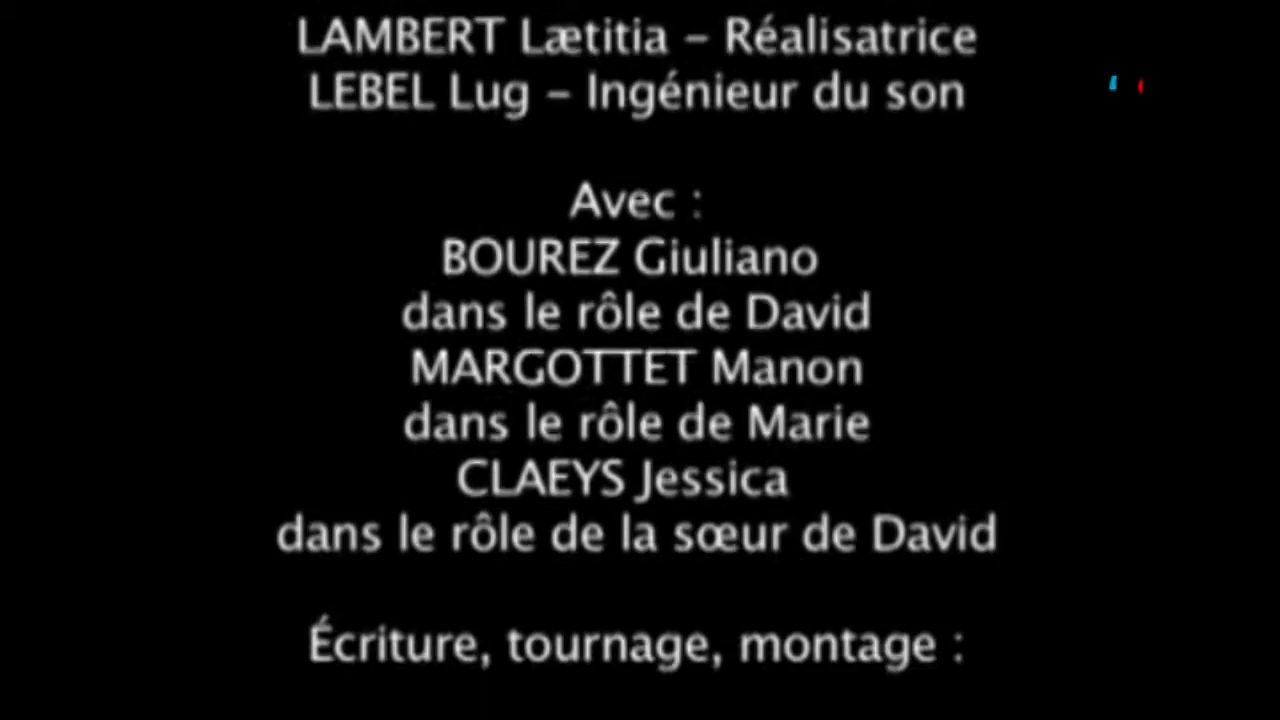 LAMBERT Lætitia – Réalisatrice
LEBEL Lug – Ingénieur du son
Avec :
BOUREZ Giuliano
dans le rôle de David
MARGOTTET Manon
dans le rôle de Marie
CLAEYS Jessica
dans le rôle de la sœur de David
Écriture, tournage, montage :